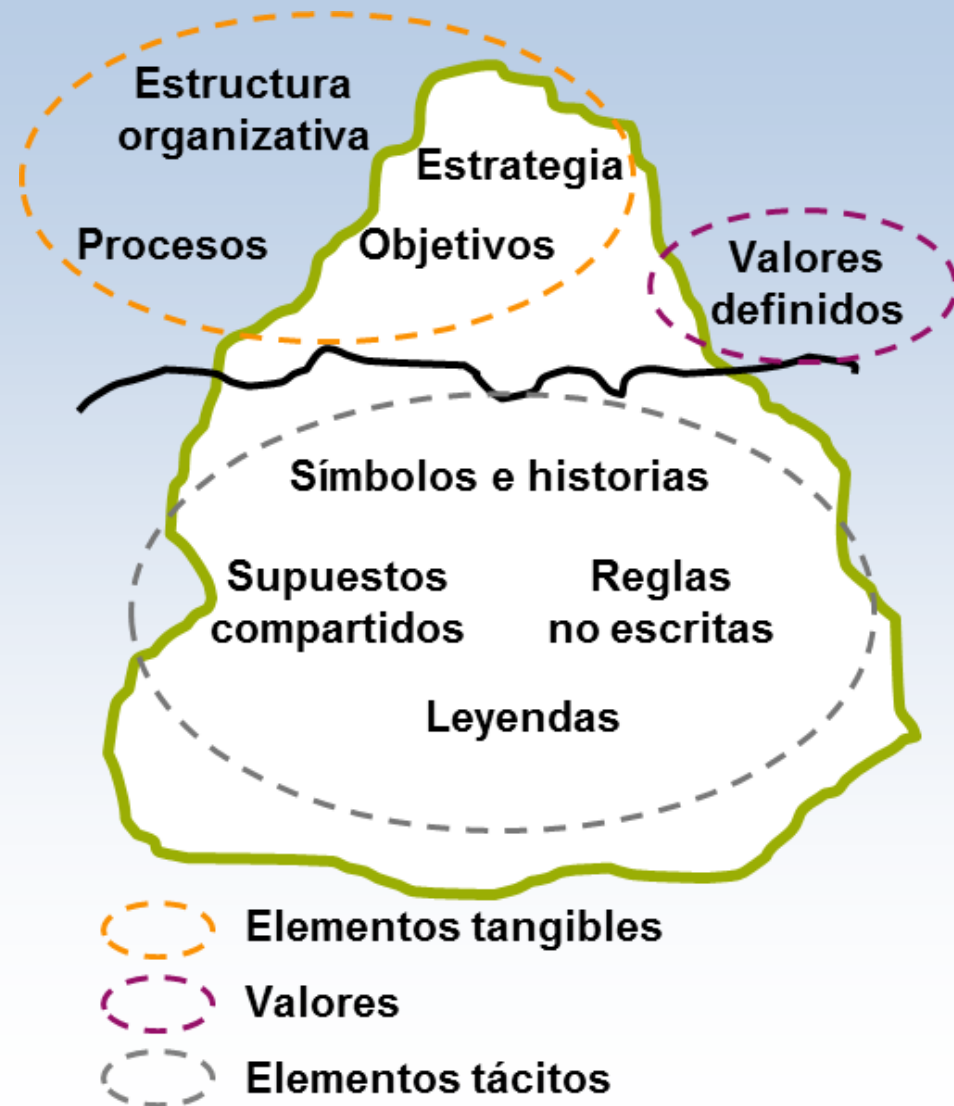 Estructura
organizativa
Estrategia
Procesos
Objetivos
Valores
definidos
Símbolos e historias
Supuestos
compartidos
Reglas
no escritas
Leyendas
Elementos tangibles
Valores
Elementos tácitos